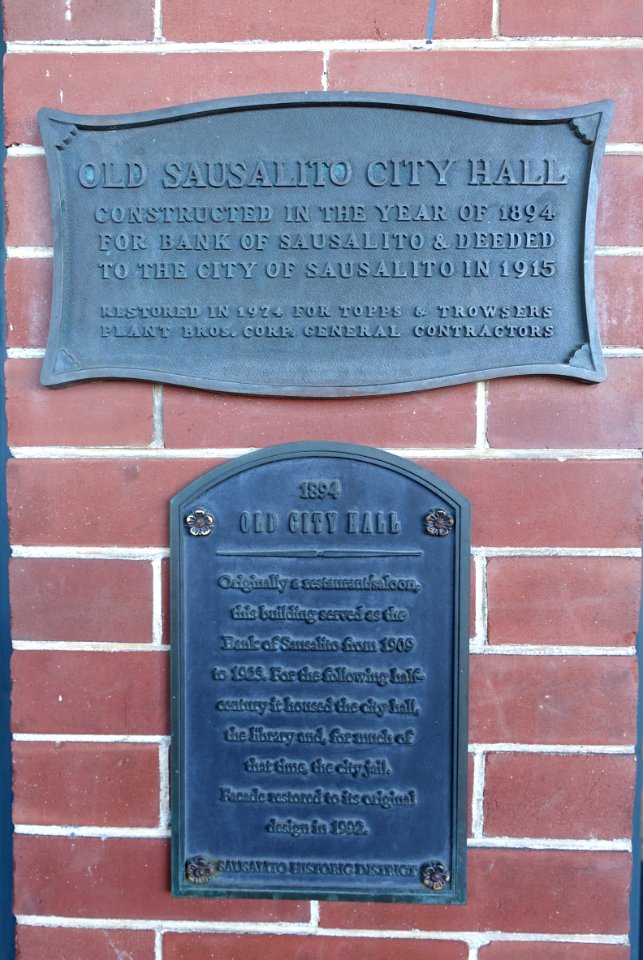 OLD SAUSALITO CITY HALL
CONSTRUCTED IN THE YEAR OF 1894
FOR BANK OF SAUSALITO & DEEDED
TO THE CITY OF SAUSALITO IN 1915
RESTORED IN 1974 FOR TOPPS & TROWSERS
PLANT BROS. CORP. GENERAL CONTRACTORS
1894
OLD CITY HALL
Originally a restaurant/saloon,
this building served as the
Bank of Sausalito from 1909
to 1923. For the following half-
century it housed the city hall,
the library and, for much of
that time, the city jail.
Facade restored to its original
design in 1992.
SAUSALITO HISTORIC DISTRICT